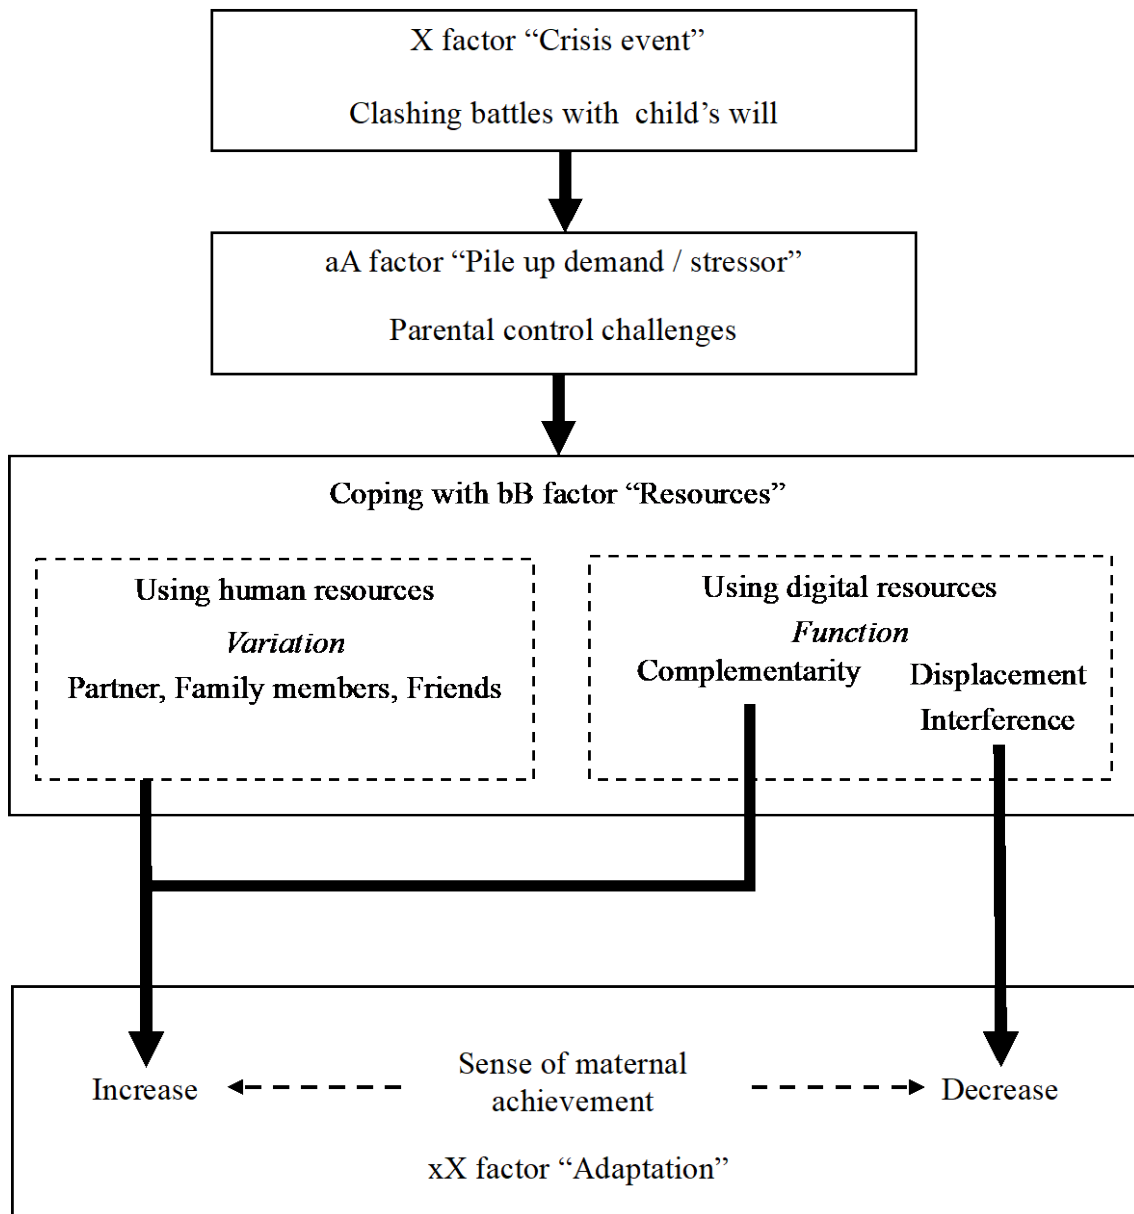 X factor “Crisis event”
Clashing battles with child’s will
aA factor “Pile up demand / stressor”
Parental control challenges
Coping with bB factor “Resources”
Using human resources
Variation
Partner, Family members, Friends
Using digital resources
Function
Complementarity
Displacement
Interference
Increase
Sense of maternal
achievement
Decrease
xX factor “Adaptation”